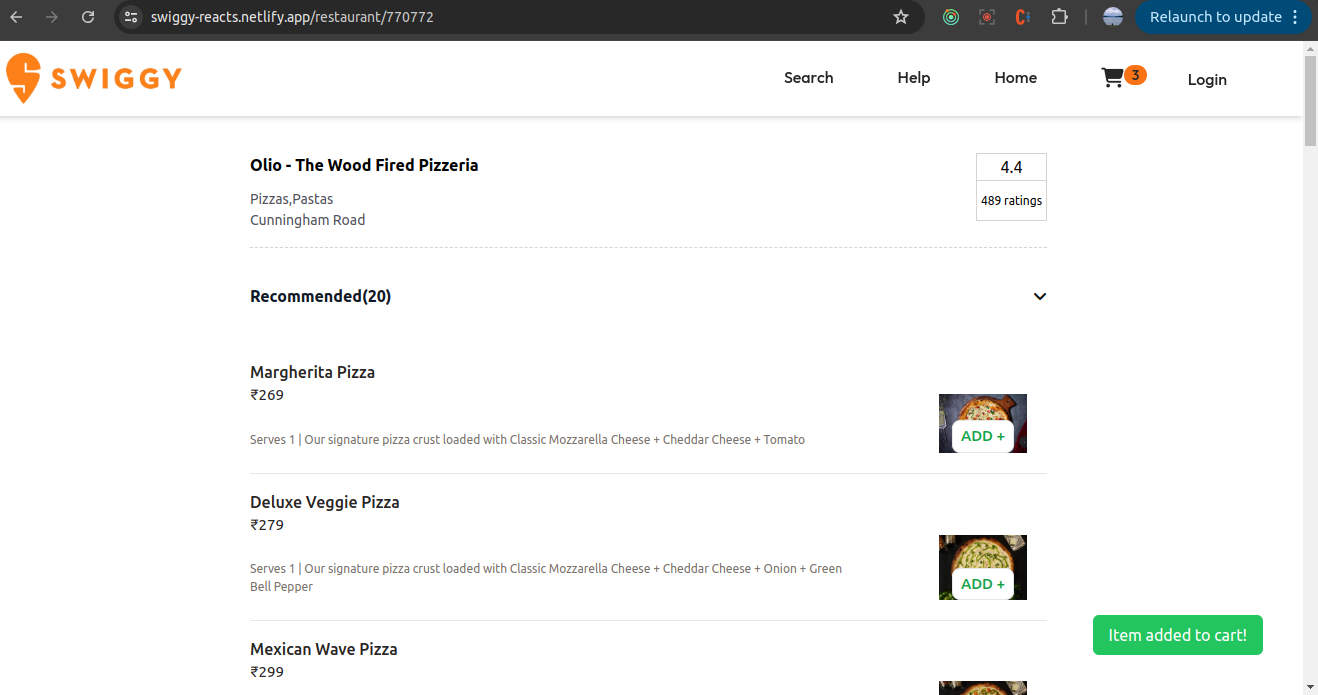 swiggy-reacts.netlify.app/restaurant/770772
Relaunch to update
SWIGGY
Search
Help
Home
3
Login
Olio - The Wood Fired Pizzeria
4.4
Pizzas,Pastas
489 ratings
Cunningham Road
Recommended(20)
Margherita Pizza
₹269
Serves 1 | Our signature pizza crust loaded with Classic Mozzarella Cheese + Cheddar Cheese + Tomato
ADD +
Deluxe Veggie Pizza
₹279
Serves 1 | Our signature pizza crust loaded with Classic Mozzarella Cheese + Cheddar Cheese + Onion + Green
Bell Pepper
ADD +
Item added to cart!
Mexican Wave Pizza
₹299